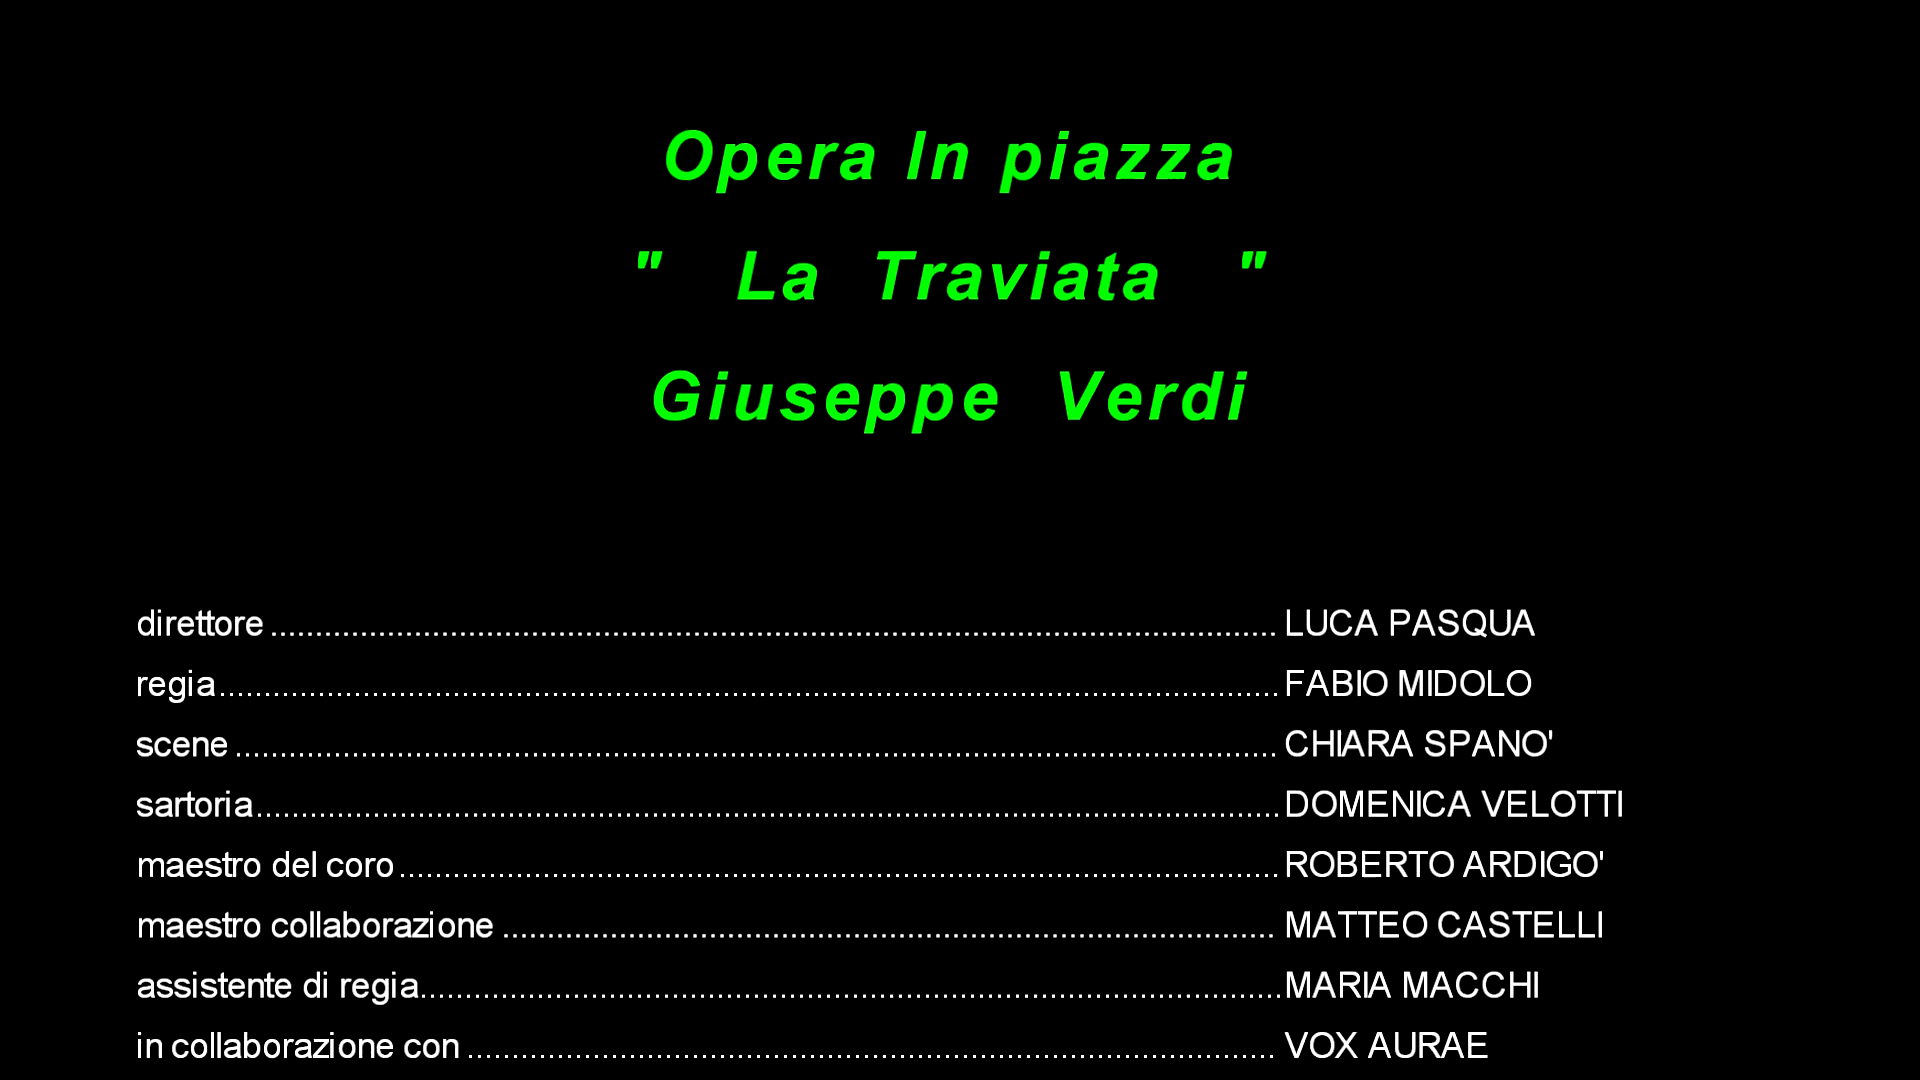 Opera In piazza
" La Traviata "
Giuseppe Verdi
direttore ........................................ LUCA PASQUA
regia ........................................ FABIO MIDOLO
scene ........................................ CHIARA SPANO'
sartoria ........................................ DOMENICA VELOTTI
maestro del coro ........................................ ROBERTO ARDIGO'
maestro collaborazione ........................................ MATTEO CASTELLI
assistente di regia ........................................ MARIA MACCHI
in collaborazione con ........................................ VOX AURAE